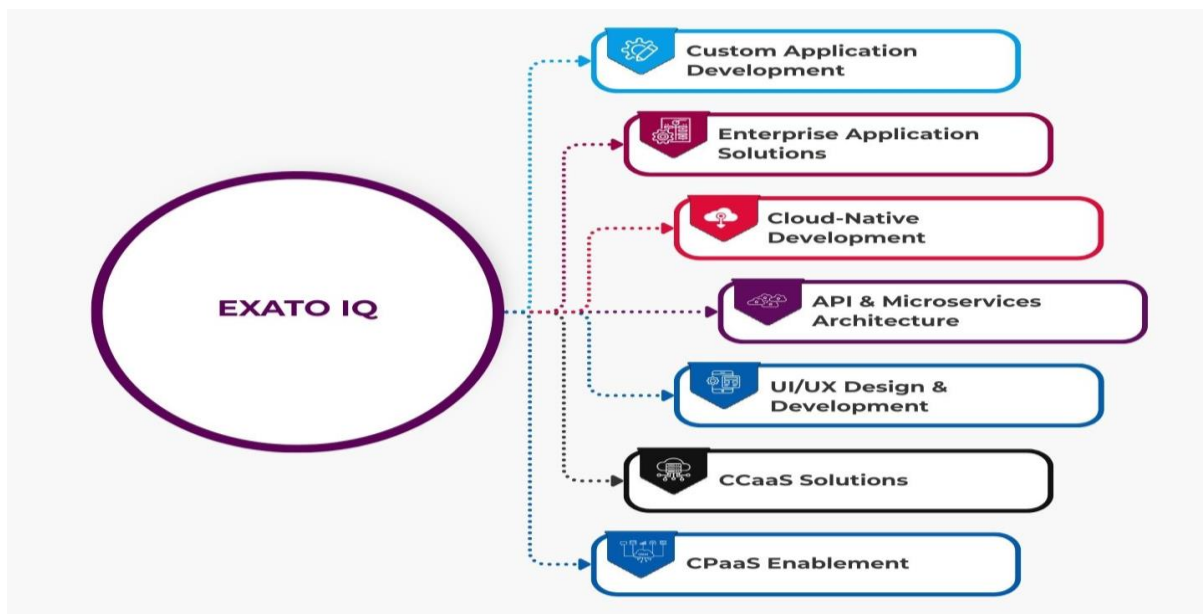 Custom Application
Development
Enterprise Application
Solutions
Cloud-Native
Development
EXATO IQ
API & Microservices
Architecture
UI/UX Design &
Development
CCaaS Solutions
CPaaS Enablement